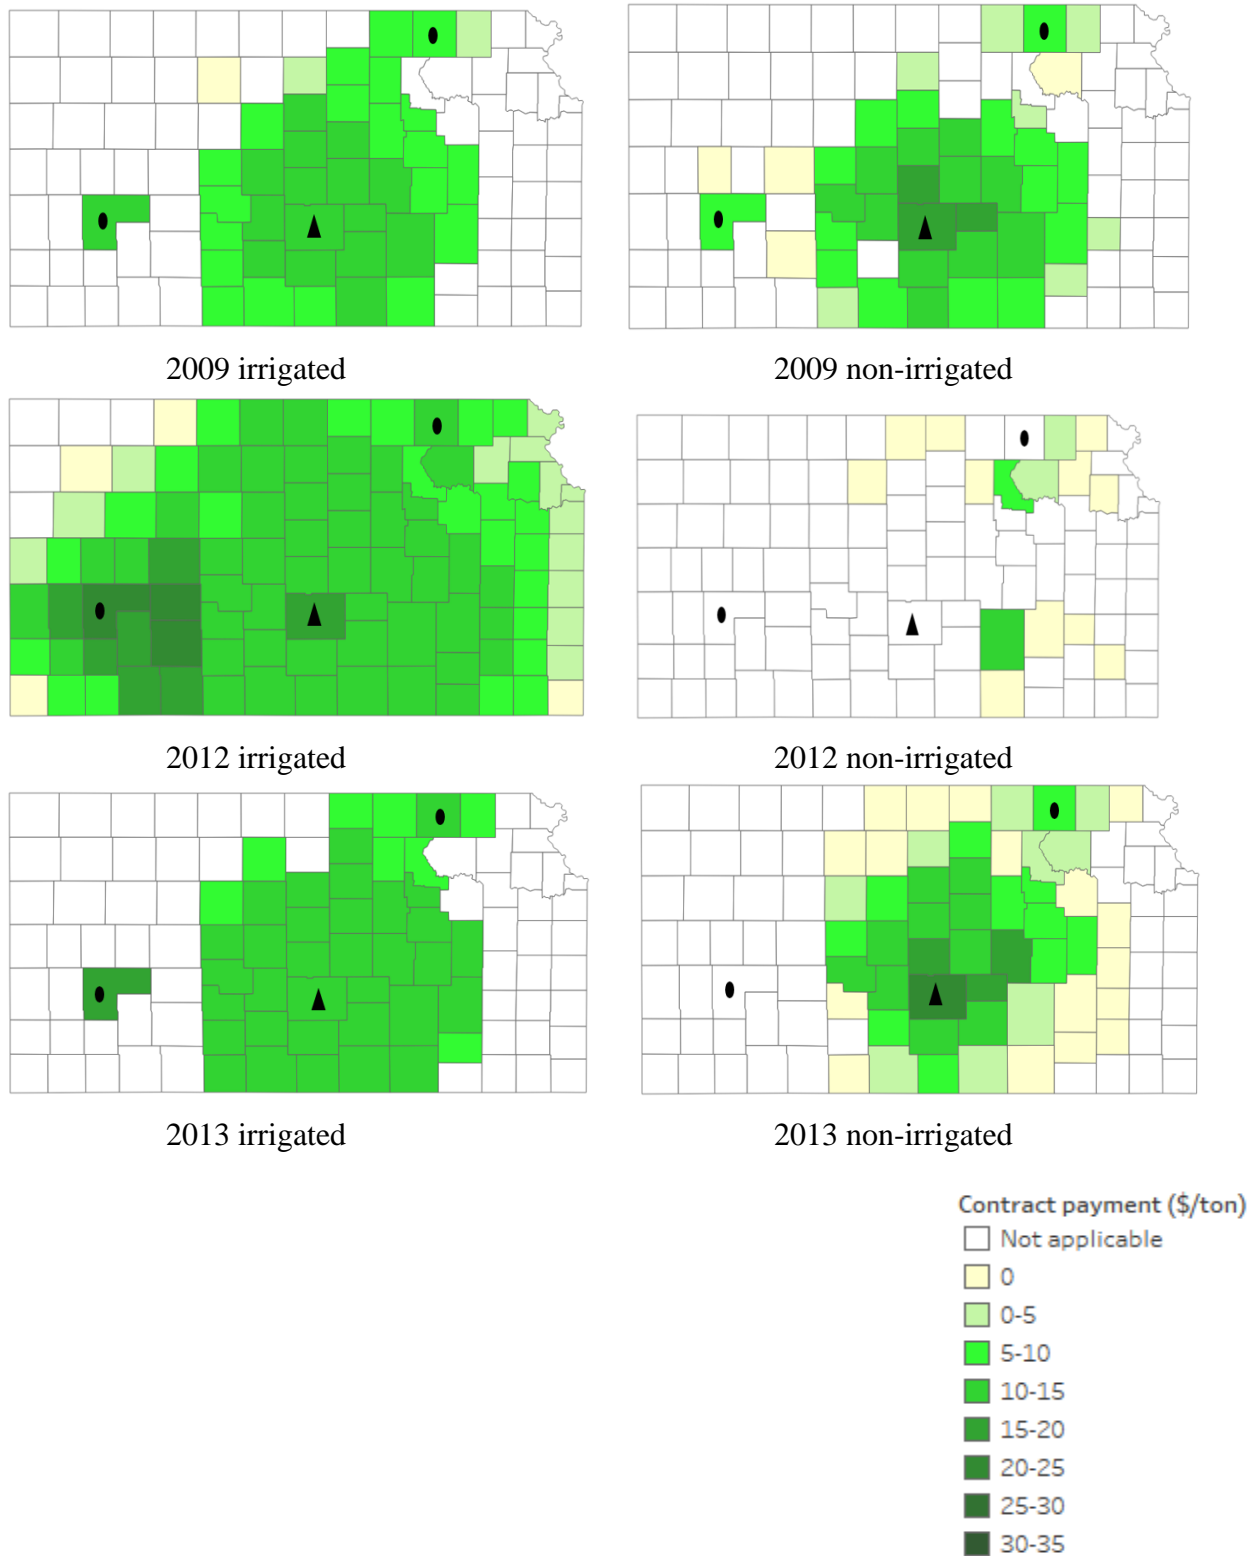 2009 irrigated
2009 non-irrigated
2012 irrigated
2012 non-irrigated
2013 irrigated
2013 non-irrigated
Contract payment ($/ton)
Not applicable
0
0-5
5-10
10-15
15-20
20-25
25-30
30-35